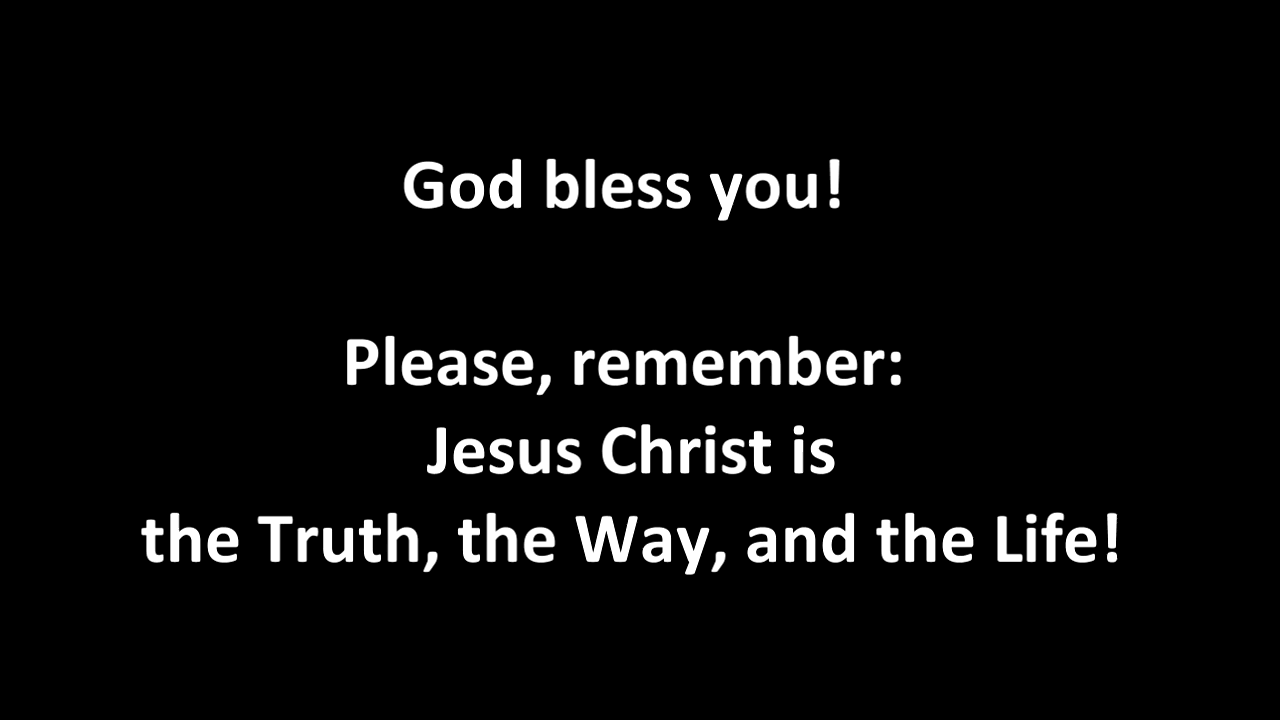 God bless you!
Please, remember:
Jesus Christ is
the Truth, the Way, and the Life!